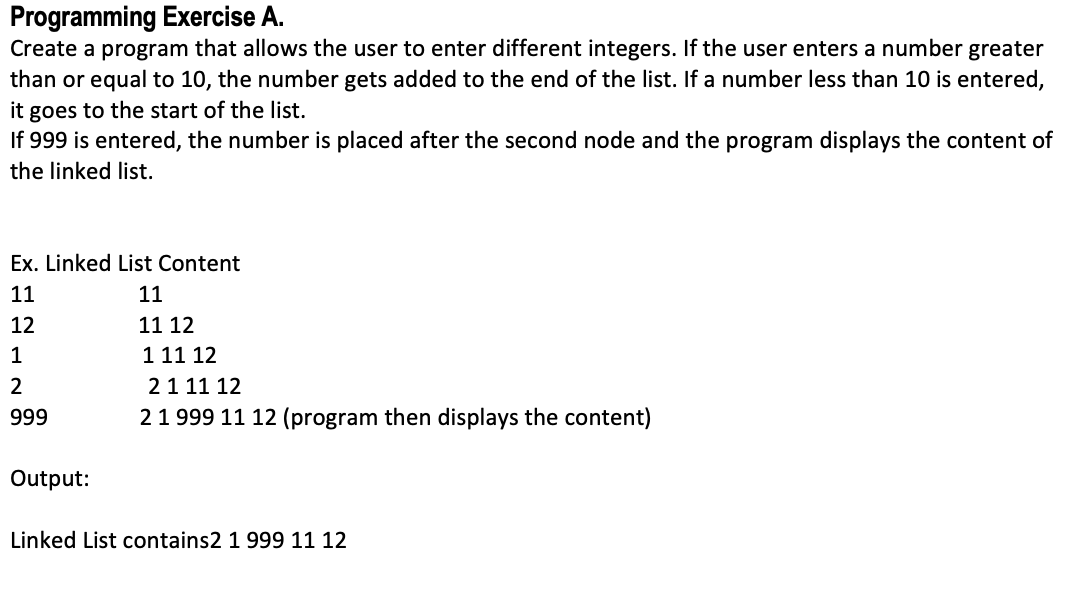 Programming Exercise A.
Create a program that allows the user to enter different integers. If the user enters a number greater
than or equal to 10, the number gets added to the end of the list. If a number less than 10 is entered,
it goes to the start of the list.
If 999 is entered, the number is placed after the second node and the program displays the content of
the linked list.
Ex. Linked List Content
11 11
12 11 12
1 1 11 12
2 2 1 11 12
999 2 1 999 11 12 (program then displays the content)
Output:
Linked List contains2 1 999 11 12